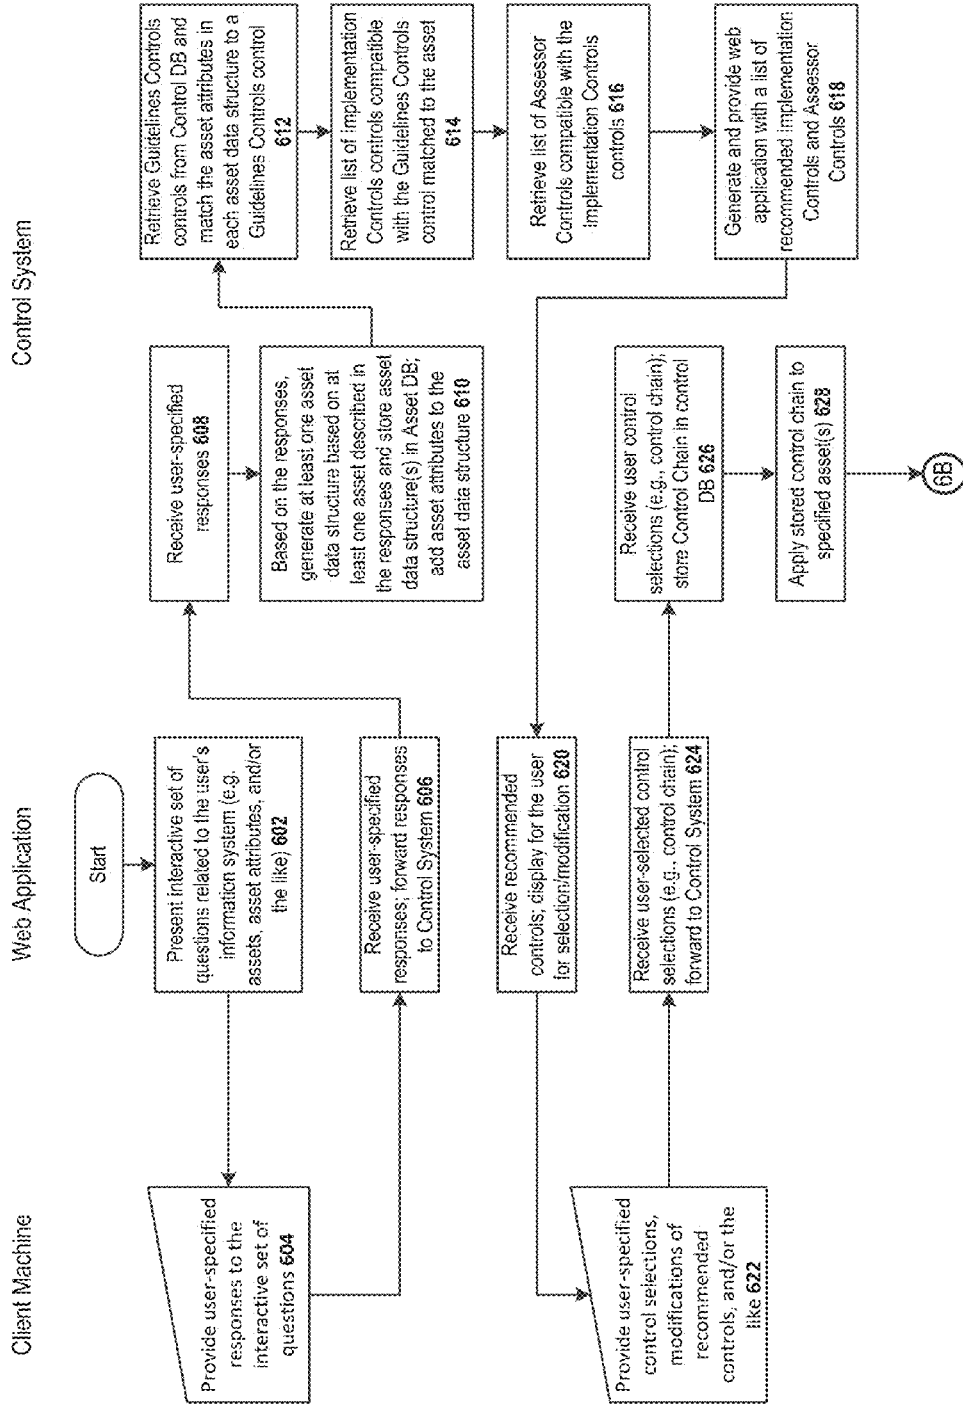 Client Machine
Web Application
Control System
Start
Present interactive set of
questions related to the user's
information system (e.g.
assets, asset attributes, and/or
the like) 602
Provide user-specified
responses to the
interactive set of
questions 604
Receive user-specified
responses; forward responses
to Control System 606
Receive user-specified
responses 608
Based on the responses,
generate at least one asset
data structure based on at
least one asset described in
the responses and store asset
data structure(s) in Asset DB;
add asset attributes to the
asset data structure 610
Retrieve Guidelines Controls
controls from Control DB and
match the asset attributes in
each asset data structure to a
Guidelines Controls control
612
Retrieve list of Implementation
Controls controls compatible
with the Guidelines Controls
control matched to the asset
614
Retrieve list of Assessor
Controls compatible with the
Implementation Controls
controls 616
Generate and provide web
application with a list of
recommended Implementation
Controls and Assessor
Controls 618
Receive recommended
controls; display for the user
for selection/modification 620
Provide user-specified
control selections,
modifications of
recommended
controls, and/or the
like 622
Receive user-selected control
selections (e.g., control chain);
forward to Control System 624
Receive user control
selections (e.g., control chain);
store Control Chain in control
DB 626
Apply stored control chain to
specified asset(s) 628
6B